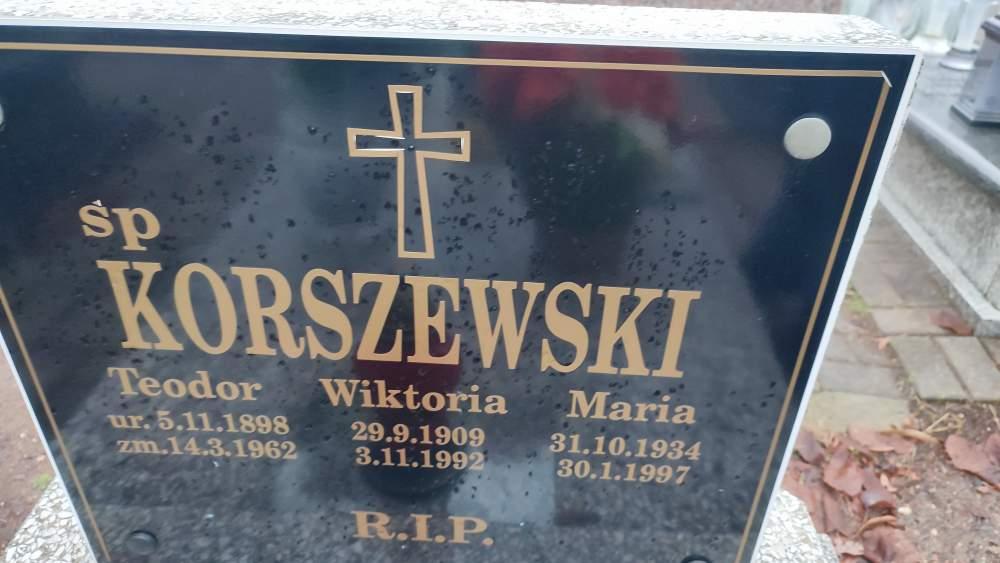 śp
KORSZEWSKI
Teodor Wiktoria Maria
ur. 5.11.1898 29.9.1909 31.10.1934
zm.14.3.1962 3.11.1992 30.1.1997
R.I.P.